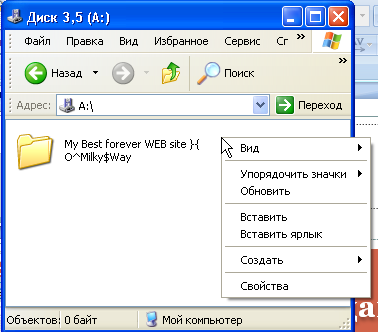 Диск 3,5 (A:)
Файл Правка Вид Избранное Сервис Сг »
Назад Поиск »
Адрес: A:\ Переход
My Best forever WEB site }{
O^Milky$Way
Вид
Упорядочить значки
Обновить
Вставить
Вставить ярлык
Создать
Свойства
Объектов: 0 байт Мой компьютер